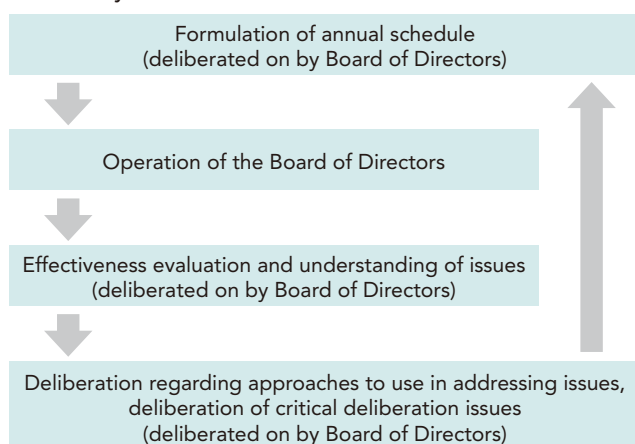 Formulation of annual schedule
(deliberated on by Board of Directors)
Operation of the Board of Directors
Effectiveness evaluation and understanding of issues
(deliberated on by Board of Directors)
Deliberation regarding approaches to use in addressing issues,
deliberation of critical deliberation issues
(deliberated on by Board of Directors)